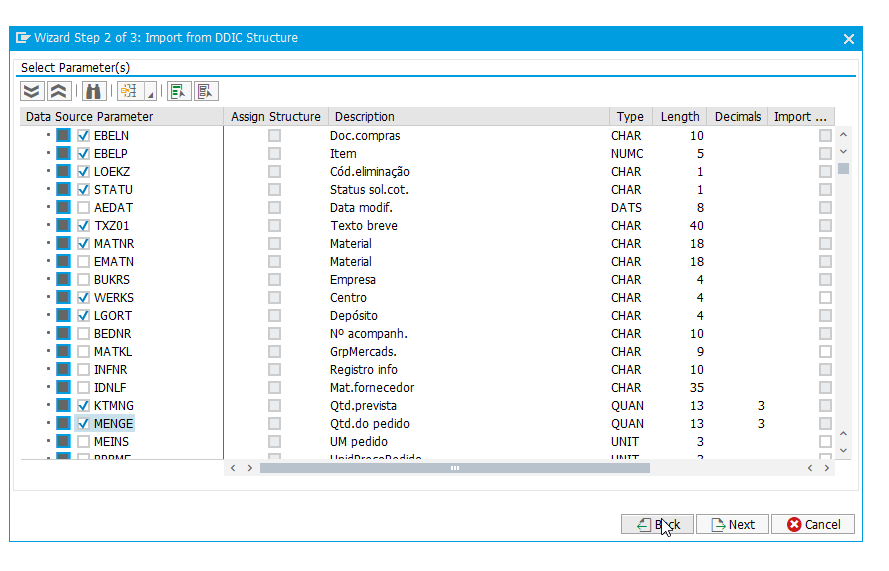 Wizard Step 2 of 3: Import from DDIC Structure
Select Parameter(s)
Data Source Parameter Assign Structure Description Type Length Decimals Import ...
EBELN Doc.compras CHAR 10
EBELP Item NUMC 5
LOEKZ Cód.eliminação CHAR 1
STATU Status sol.cot. CHAR 1
AEDAT Data modif. DATS 8
TXZ01 Texto breve CHAR 40
MATNR Material CHAR 18
EMATN Material CHAR 18
BUKRS Empresa CHAR 4
WERKS Centro CHAR 4
LGORT Depósito CHAR 4
BEDNR Nº acompanh. CHAR 10
MATKL GrpMercads. CHAR 9
INFNR Registro info CHAR 10
IDNLF Mat.fornecedor CHAR 35
KTMNG Qtd.prevista QUAN 13 3
MENGE Qtd.do pedido QUAN 13 3
MEINS UM pedido UNIT 3
Back Next Cancel